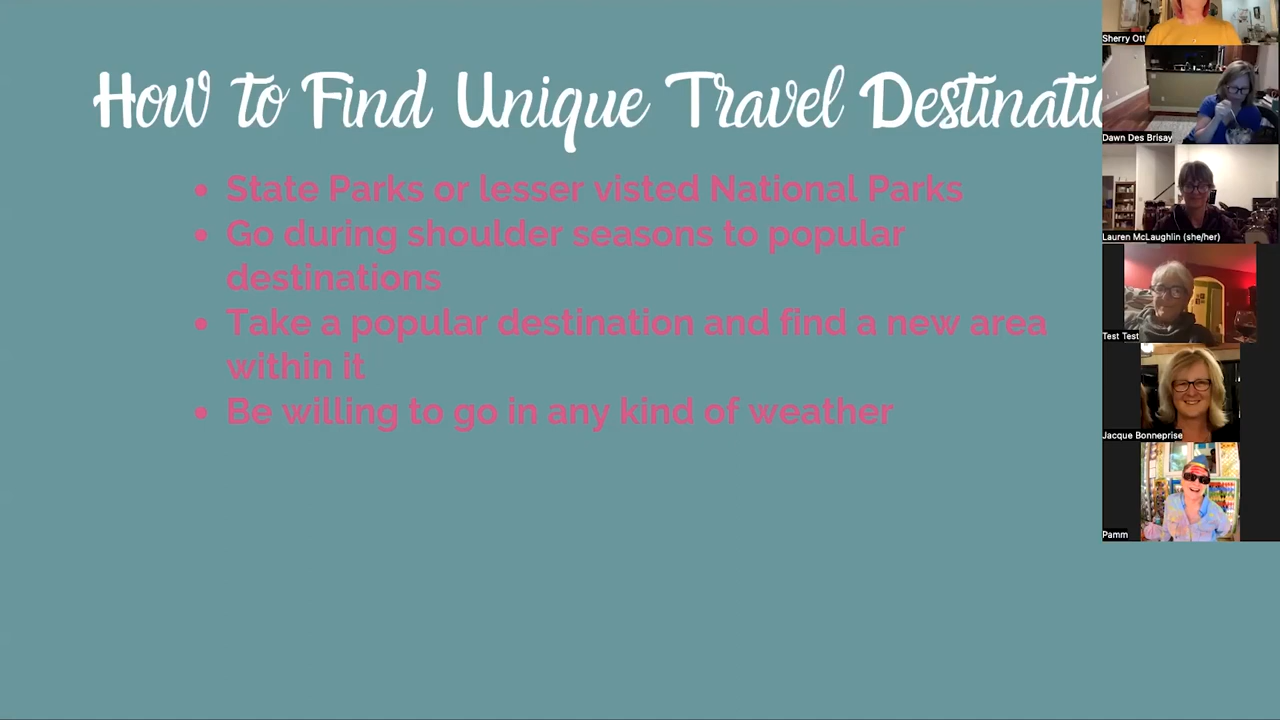 How to Find Unique Travel Destinatio
• State Parks or lesser visted National Parks
• Go during shoulder seasons to popular
destinations
• Take a popular destination and find a new area
within it
• Be willing to go in any kind of weather
Sherry Ott
Dawn Des Brisay
Lauren McLaughlin (she/her)
Test Test
Jacque Bonneprise
Pamm